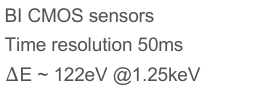 BI CMOS sensors
Time resolution 50ms
ΔE ~ 122eV @1.25keV